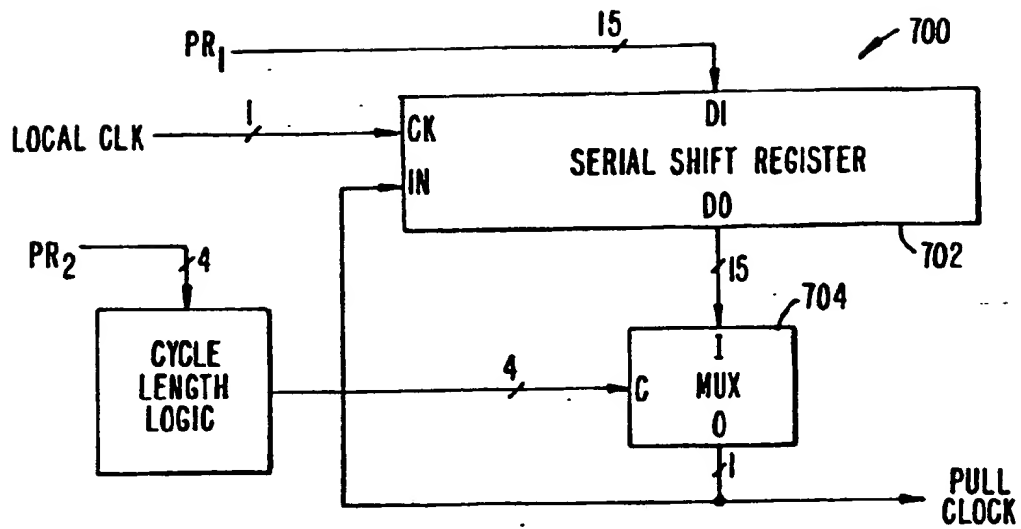 PR1
15
700
LOCAL CLK
1
CK
DI
SERIAL SHIFT REGISTER
IN
DO
702
PR2
4
15
704
CYCLE
LENGTH
LOGIC
4
I
C
MUX
O
1
PULL
CLOCK